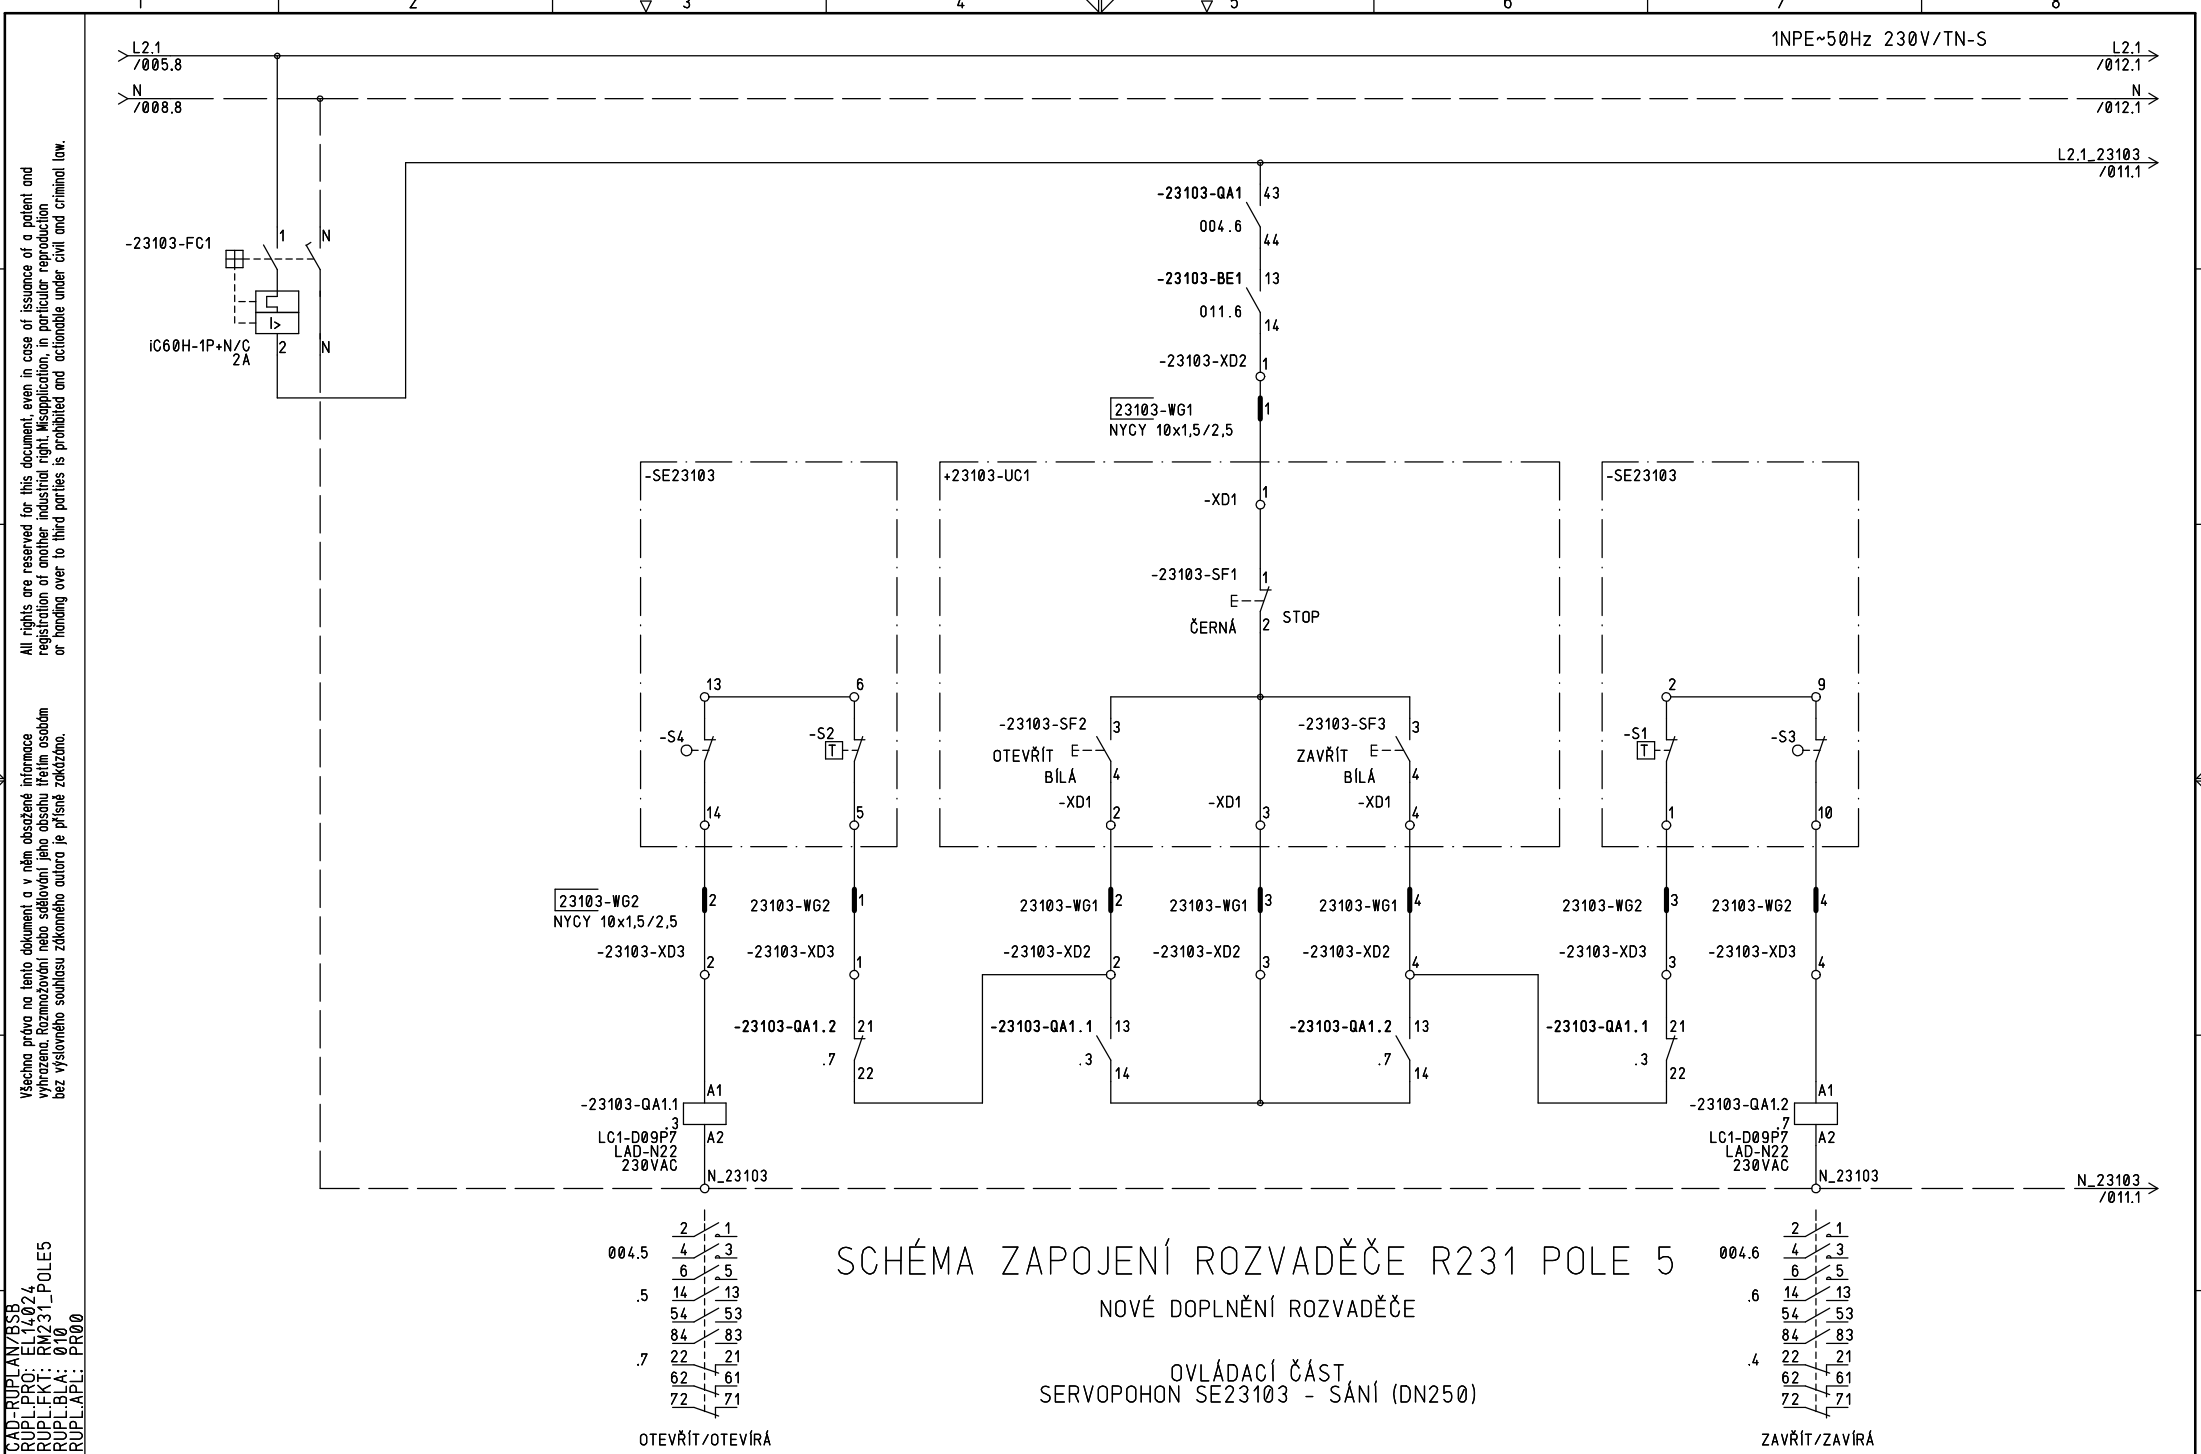 1 2 3 4 5 6 7 8
1NPE~50Hz 230V/TN-S
L2.1
/005.8
L2.1
/012.1
N
/008.8
N
/012.1
L2.1_23103
/011.1
-23103-FC1
1
N
iC60H-1P+N/C
2A
I>
2
N
-23103-QA1
43
004.6
44
-23103-BE1
13
011.6
14
-23103-XD2
1
23103-WG1
NYCY 10x1,5/2,5
1
-SE23103
+23103-UC1
-SE23103
-XD1
1
-23103-SF1
1
E
STOP
ČERNÁ
2
13
6
2
9
-S4
-S2
T
-23103-SF2
3
OTEVŘÍT
E
BÍLÁ
4
-23103-SF3
3
ZAVŘÍT
E
BÍLÁ
4
-S1
T
-S3
14
5
-XD1
2
-XD1
3
-XD1
4
1
10
23103-WG2
NYCY 10x1,5/2,5
2
23103-WG2
1
23103-WG1
2
23103-WG1
3
23103-WG1
4
23103-WG2
3
23103-WG2
4
-23103-XD3
2
-23103-XD3
1
-23103-XD2
2
-23103-XD2
3
-23103-XD2
4
-23103-XD3
3
-23103-XD3
4
-23103-QA1.2
21
.7
22
-23103-QA1.1
13
.3
14
-23103-QA1.2
13
.7
14
-23103-QA1.1
21
.3
22
A1
-23103-QA1.1
.3
LC1-D09P7
LAD-N22
230VAC
A2
N_23103
A1
-23103-QA1.2
.7
LC1-D09P7
LAD-N22
230VAC
A2
N_23103
N_23103
/011.1
2 1
004.5 4 3
6 5
.5 14 13
54 53
84 83
.7 22 21
62 61
72 71
OTEVŘÍT/OTEVÍRÁ
SCHÉMA ZAPOJENÍ ROZVADĚČE R231 POLE 5
NOVÉ DOPLNĚNÍ ROZVADĚČE
OVLÁDACÍ ČÁST
SERVOPOHON SE23103 - SÁNÍ (DN250)
2 1
004.6 4 3
6 5
.6 14 13
54 53
84 83
.4 22 21
62 61
72 71
ZAVŘÍT/ZAVÍRÁ
All rights are reserved for this document, even in case of issuance of a patent and
registration of another industrial right. Misapplication, in particular reproduction
or handing over to third parties is prohibited and actionable under civil and criminal law.
Všechna práva na tento dokument a v něm obsažené informace
vyhrazena. Rozmnožování nebo sdělování jeho obsahu třetím osobám
bez výslovného souhlasu zákonného autora je přísně zakázáno.
CAD-RUPLAN/BSB
RUPL.PRO: EL14024
RUPL.FKT: RM231_POLE5
RUPL.BLA: 010
RUPL.APL: PR00